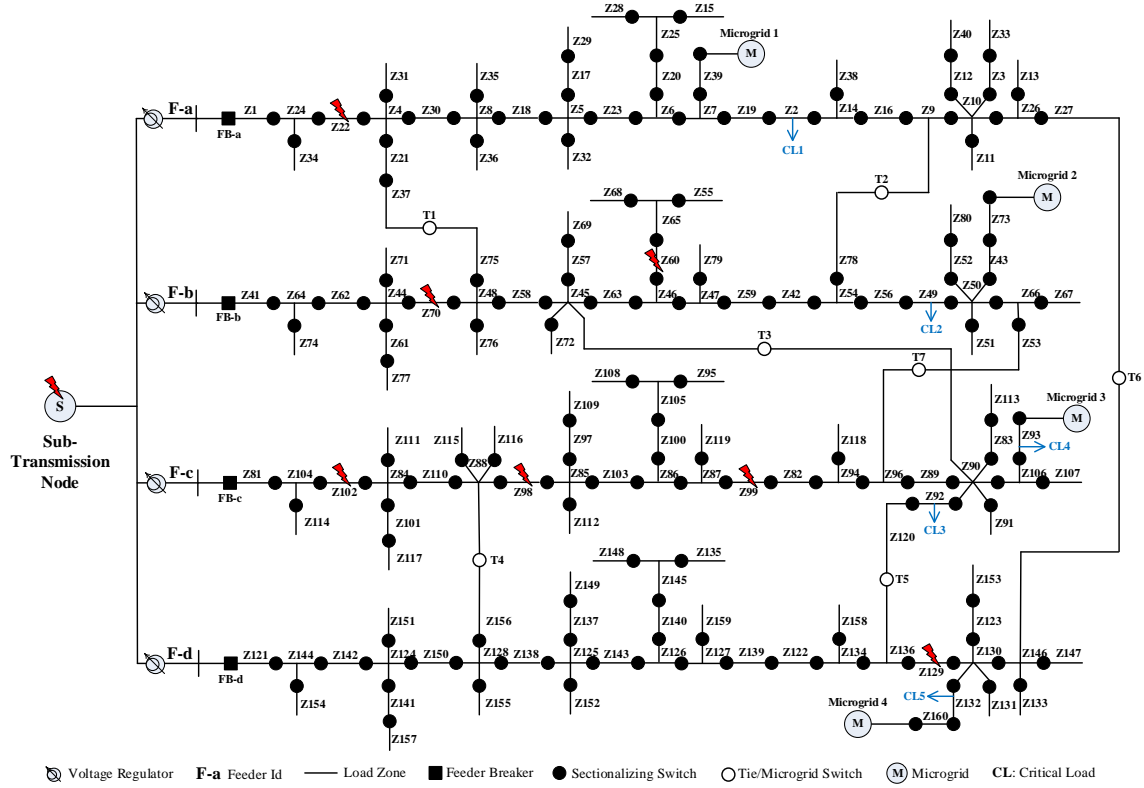 Z28 Z15
Z40 Z33
Z29 Z25 Microgrid 1
M
Z31 Z35 Z17 Z20 Z39 Z38 Z12 Z3 Z13
F-a Z1 Z24 Z22 Z4 Z30 Z8 Z18 Z5 Z23 Z6 Z7 Z19 Z2 Z14 Z16 Z9 Z10 Z26 Z27
FB-a
Z34 Z21 Z36 Z32 CL1 Z11
Z37
Microgrid 2
M
T1 T2
Z68 Z55
Z69 Z65 Z80 Z73
Z71 Z75 Z57 Z60 Z79 Z78 Z52 Z43
F-b Z41 Z64 Z62 Z44 Z70 Z48 Z58 Z45 Z63 Z46 Z47 Z59 Z42 Z54 Z56 Z49 Z50 Z66 Z67
FB-b
Z74 Z61 Z76 Z72 CL2 Z51 Z53
Z77
T3
T7
T6
S
Sub-
Transmission
Node
Z108 Z95
Z109 Z105 Z113 Microgrid 3
M
Z111 Z115 Z116 Z97 Z100 Z119 Z118 Z83 Z93 CL4
F-c Z81 Z104 Z102 Z84 Z110 Z88 Z98 Z85 Z103 Z86 Z87 Z99 Z82 Z94 Z96 Z89 Z90 Z106 Z107
FB-c
Z114 Z101 Z112 Z92 Z91
CL3
Z117 Z120
T4 T5
Z148 Z135
Z149 Z145 Z153
Z151 Z156 Z137 Z140 Z159 Z158 Z123
F-d Z121 Z144 Z142 Z124 Z150 Z128 Z138 Z125 Z143 Z126 Z127 Z139 Z122 Z134 Z136 Z129 Z130 Z146 Z147
FB-d
Z154 Z141 Z155 Z152 CL5 Z132 Z131 Z133
Z157 Microgrid 4
M Z160
Voltage Regulator F-a Feeder Id Load Zone Feeder Breaker Sectionalizing Switch Tie/Microgrid Switch M Microgrid CL: Critical Load